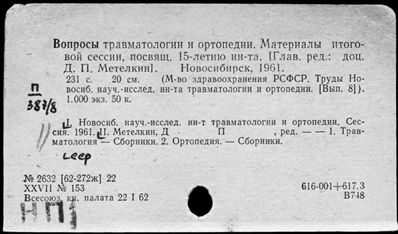 Вопросы травматологии и ортопедии. Материалы итого-
вой сессии, посвящ. 15-летию ин-та. [Глав. ред.: доц.
Д. П. Метелкин]. Новосибирск, 1961.
231 с. 20 см. (М-во здравоохранения РСФСР. Труды Но-
восиб. науч.-исслед. ин-та травматологии и ортопедии. [Вып. 8]).
1.000 экз. 50 к.
П
387/8
I. Новосиб. науч.-исслед. ин-т травматологии и ортопедии, Сес-
сия. 1961. II. Метелкин, Д П , ред. — — 1. Трав-
матология — Сборники. 2. Ортопедия. — Сборники.
№ 2632 [62-272ж] 22
XXVII № 153
Всесоюз. кн. палата 22 I 62
616-001+617.3
В748
НП